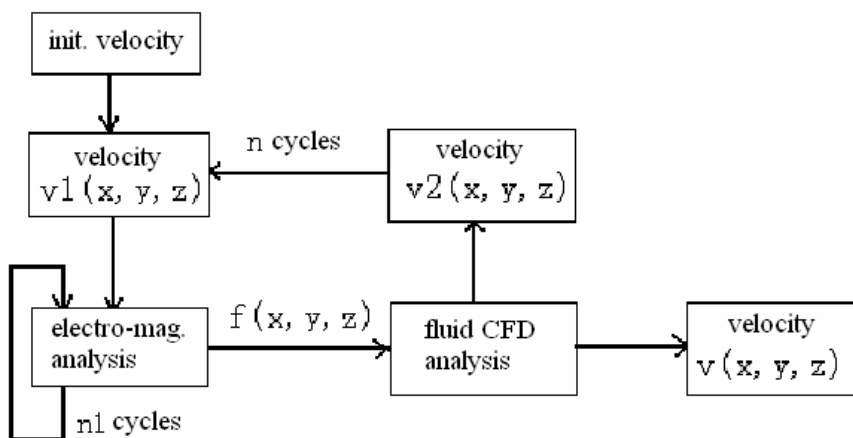 init. velocity
velocity
v1(x, y, z)
n cycles
velocity
v2(x, y, z)
electro-mag.
analysis
n1 cycles
f(x, y, z)
fluid CFD
analysis
velocity
v(x, y, z)